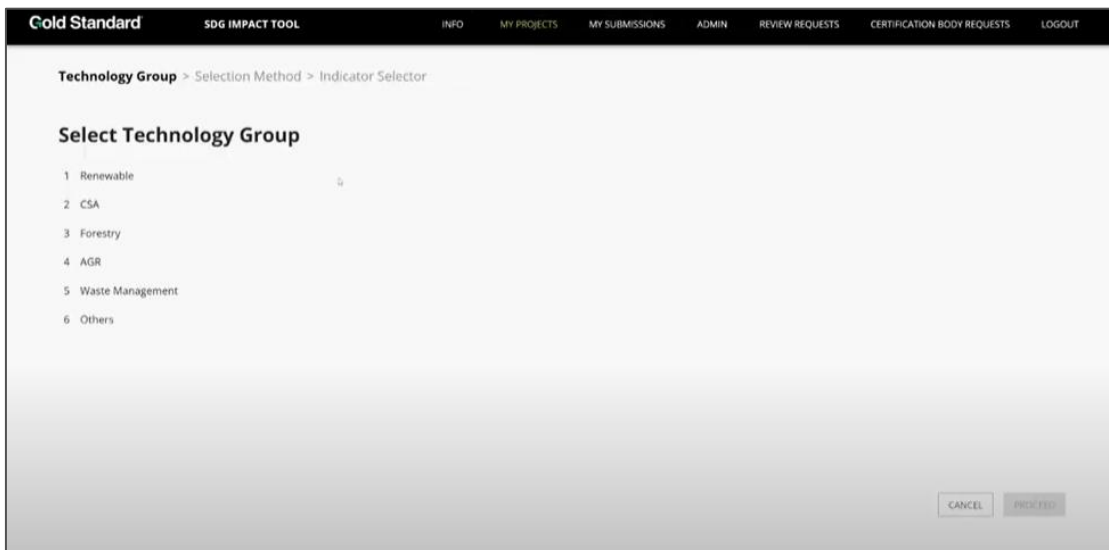 Gold Standard SDG IMPACT TOOL INFO MY PROJECTS MY SUBMISSIONS ADMIN REVIEW REQUESTS CERTIFICATION BODY REQUESTS LOGOUT
Technology Group > Selection Method > Indicator Selector
Select Technology Group
1 Renewable
2 CSA
3 Forestry
4 AGR
5 Waste Management
6 Others
CANCEL PROCEED